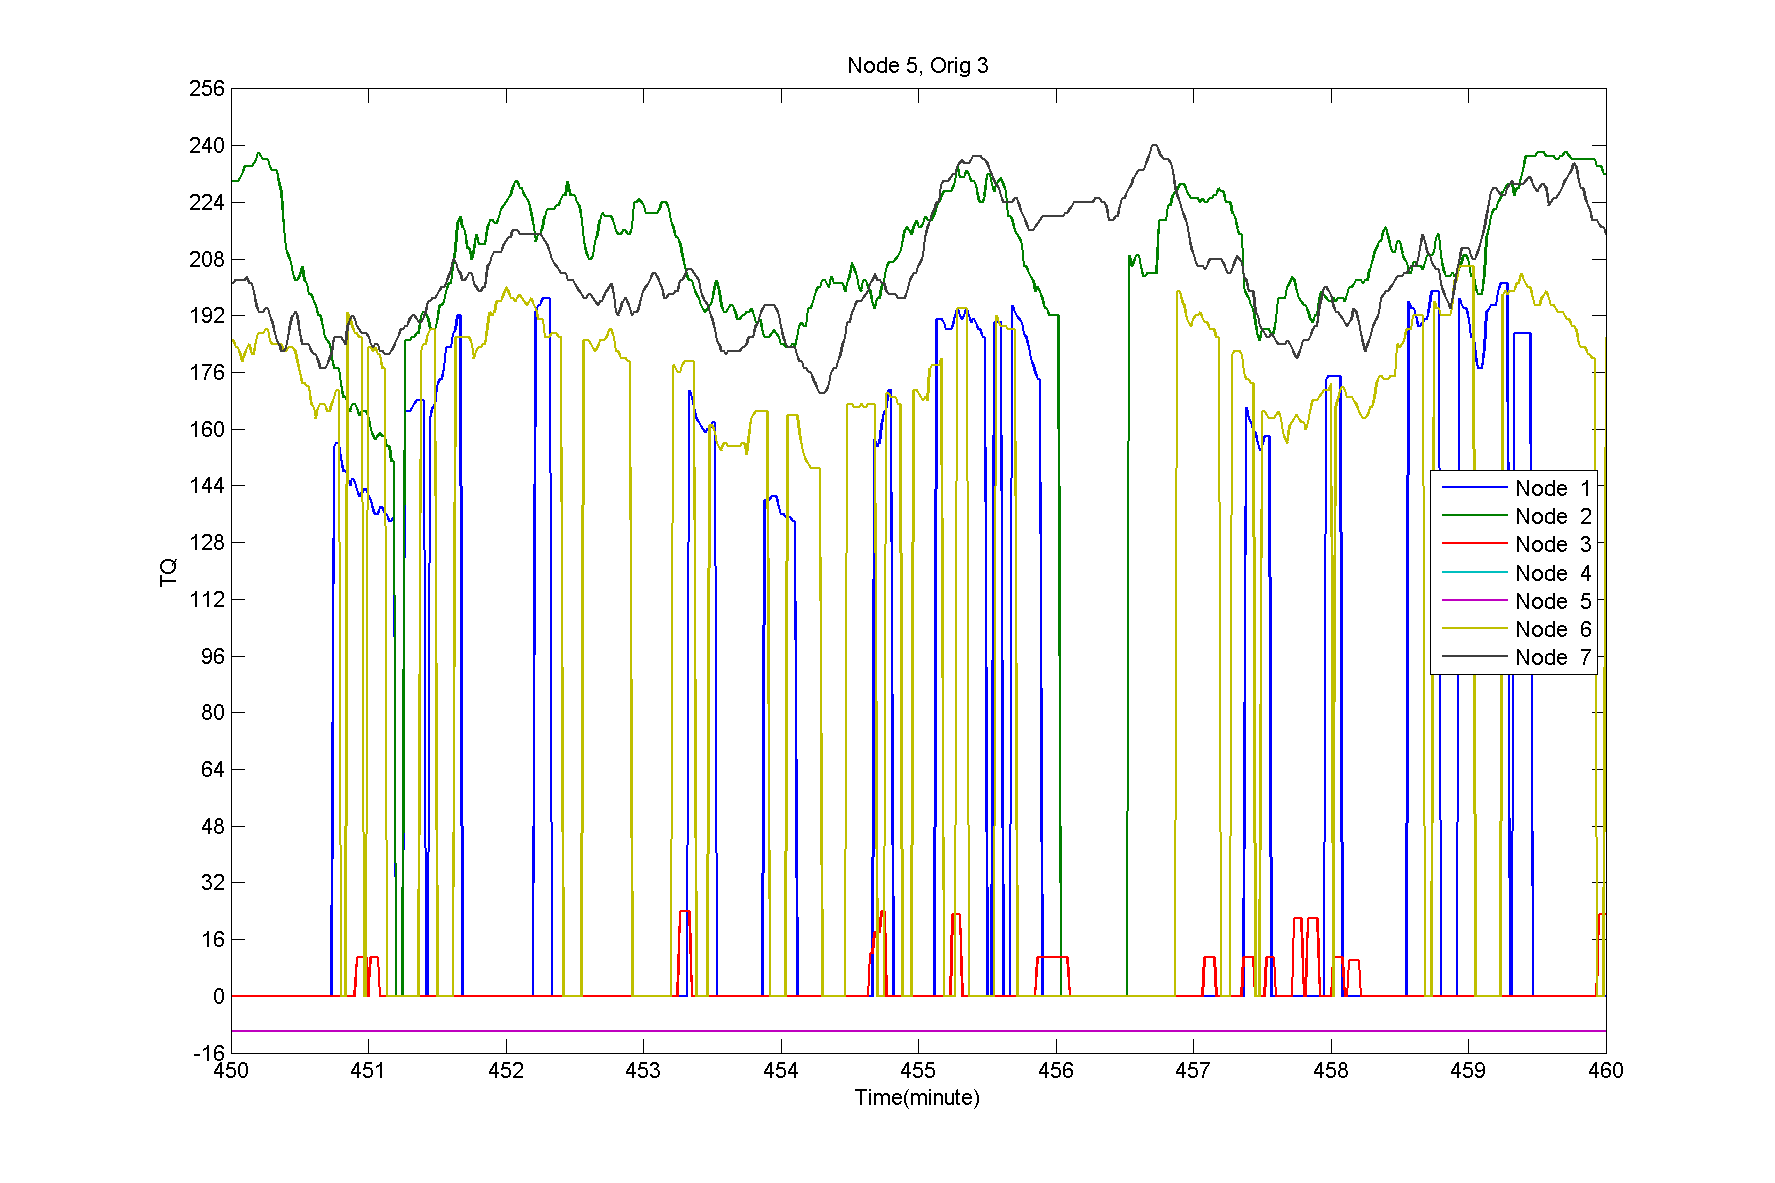 Node 5, Orig 3
256
240
224
208
192
176
160
144
128
112
96
80
64
48
32
16
0
-16
TQ
450 451 452 453 454 455 456 457 458 459 460
Time(minute)
Node 1
Node 2
Node 3
Node 4
Node 5
Node 6
Node 7